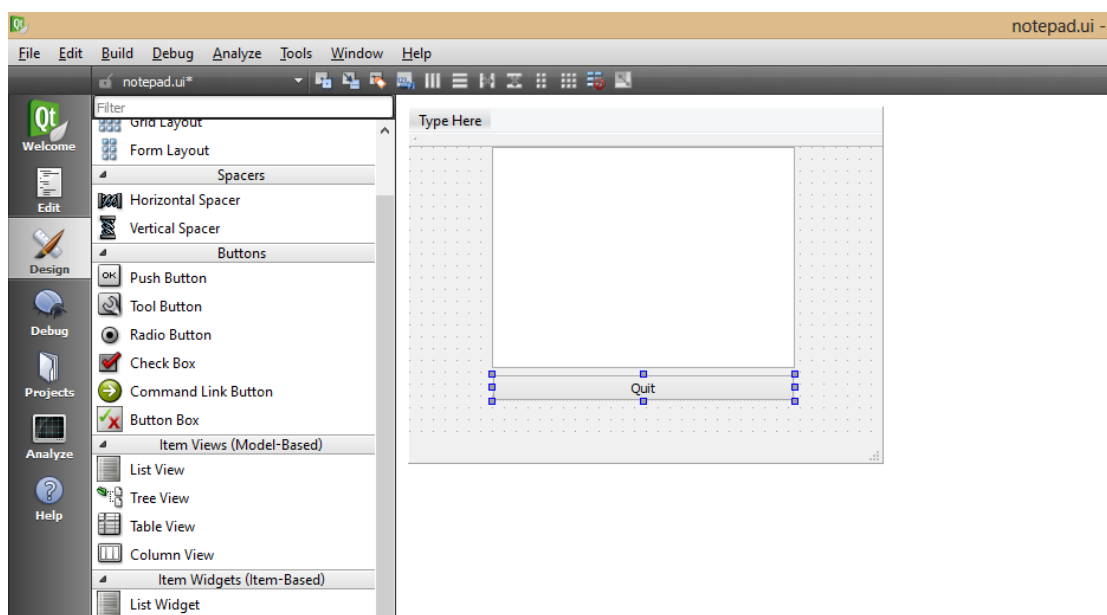 Qt
notepad.ui -
File Edit Build Debug Analyze Tools Window Help
notepad.ui*
Qt
Welcome
Edit
Design
Debug
Projects
Analyze
? Help
Filter
Grid Layout
Form Layout
Spacers
Horizontal Spacer
Vertical Spacer
Buttons
OK Push Button
Tool Button
Radio Button
Check Box
Command Link Button
Button Box
Item Views (Model-Based)
List View
Tree View
Table View
Column View
Item Widgets (Item-Based)
List Widget
Type Here
Quit